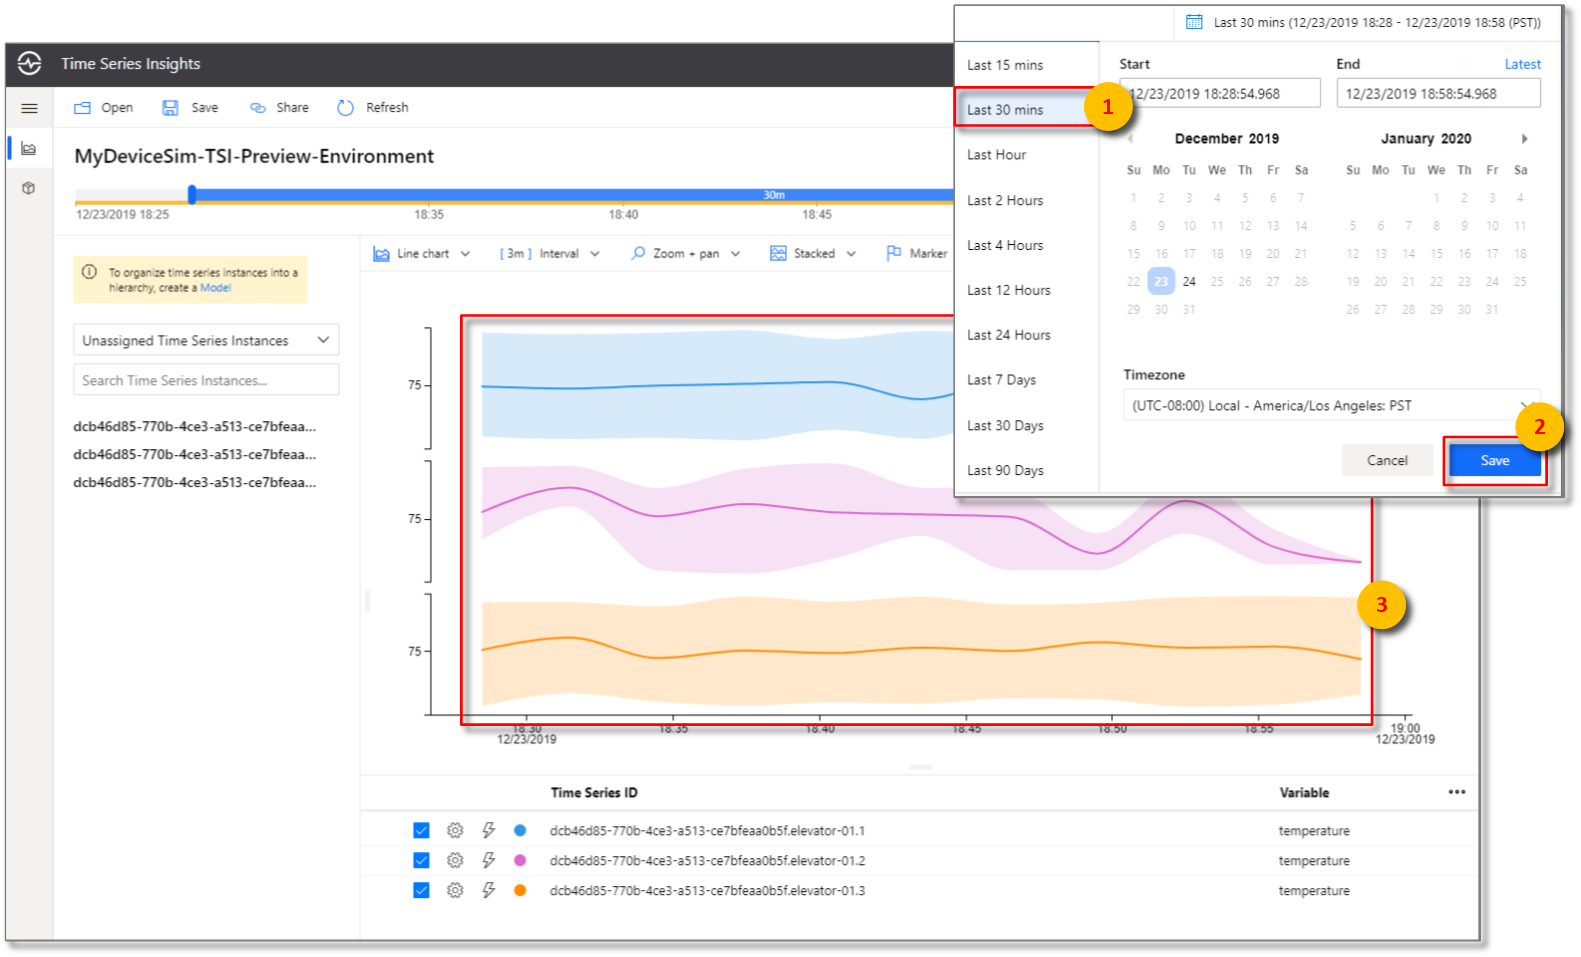 Time Series Insights
Open Save Share Refresh
MyDeviceSim-TSI-Preview-Environment
30m
12/23/2019 18:25 18:35 18:40 18:45
To organize time series instances into a
hierarchy, create a Model
Unassigned Time Series Instances
Search Time Series Instances...
dcb46d85-770b-4ce3-a513-ce7bfeaa...
dcb46d85-770b-4ce3-a513-ce7bfeaa...
dcb46d85-770b-4ce3-a513-ce7bfeaa...
Line chart [ 3m ] Interval Zoom + pan Stacked Marker
75
75
75
18:30 18:35 18:40 18:45 18:50 18:55 19:00
12/23/2019 12/23/2019
3
Time Series ID Variable
dcb46d85-770b-4ce3-a513-ce7bfeaa0b5f.elevator-01.1 temperature
dcb46d85-770b-4ce3-a513-ce7bfeaa0b5f.elevator-01.2 temperature
dcb46d85-770b-4ce3-a513-ce7bfeaa0b5f.elevator-01.3 temperature
Last 30 mins (12/23/2019 18:28 - 12/23/2019 18:58 (PST))
Last 15 mins
Last 30 mins
1
Last Hour
Last 2 Hours
Last 4 Hours
Last 12 Hours
Last 24 Hours
Last 7 Days
Last 30 Days
Last 90 Days
Start End Latest
12/23/2019 18:28:54.968 12/23/2019 18:58:54.968
December 2019
Su Mo Tu We Th Fr Sa
1 2 3 4 5 6 7
8 9 10 11 12 13 14
15 16 17 18 19 20 21
22 23 24 25 26 27 28
29 30 31
January 2020
Su Mo Tu We Th Fr Sa
1 2 3 4
5 6 7 8 9 10 11
12 13 14 15 16 17 18
19 20 21 22 23 24 25
26 27 28 29 30 31
Timezone
(UTC-08:00) Local - America/Los Angeles: PST
2
Cancel Save